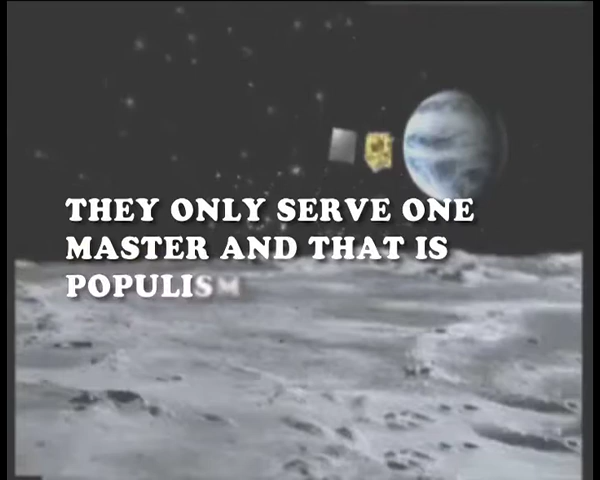 THEY ONLY SERVE ONE
MASTER AND THAT IS
POPULISM